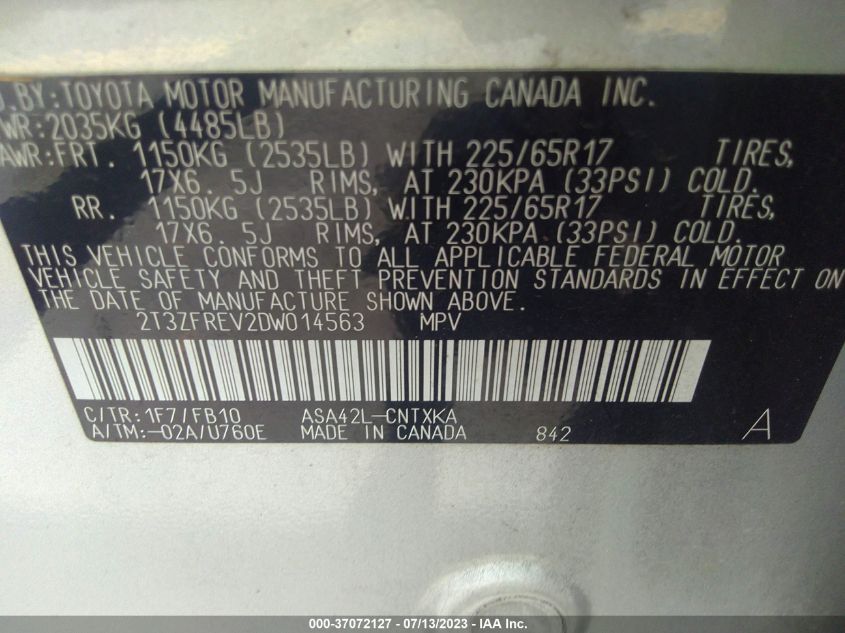 BY:TOYOTA MOTOR MANUFACTURING CANADA INC.
WR:2035KG (4485LB)
AWR:FRT. 1150KG (2535LB) WITH 225/65R17 TIRES,
17X6.5J RIMS, AT 230KPA (33PSI) COLD.
RR. 1150KG (2535LB) WITH 225/65R17 TIRES,
17X6.5J RIMS, AT 230KPA (33PSI) COLD.
THIS VEHICLE CONFORMS TO ALL APPLICABLE FEDERAL MOTOR
VEHICLE SAFETY AND THEFT PREVENTION STANDARDS IN EFFECT ON
THE DATE OF MANUFACTURE SHOWN ABOVE.
2T3ZFREV2DW014563 MPV
C/TR:1F7/FB10 ASA42L-CNTXKA
A/TM:-02A/U760E MADE IN CANADA 842 A
000-37072127 - 07/13/2023 - IAA Inc.